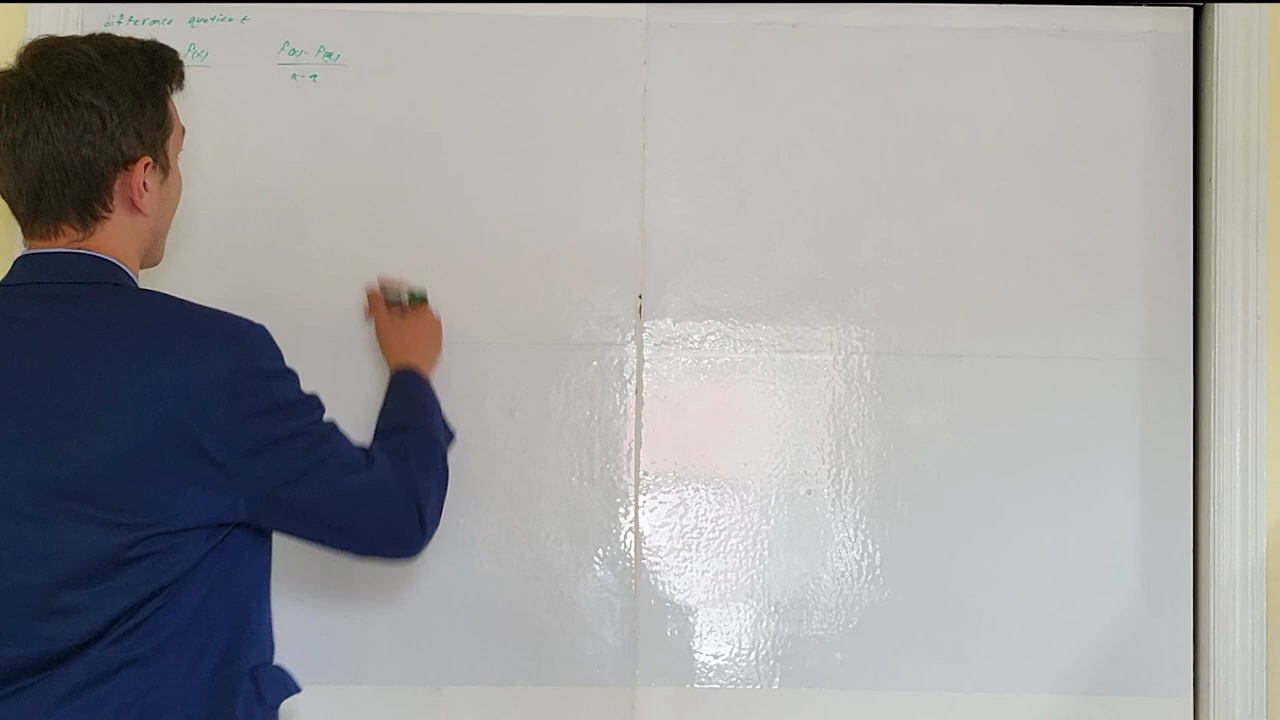 difference quotient
f(x) f(x) - f(a)
x-a